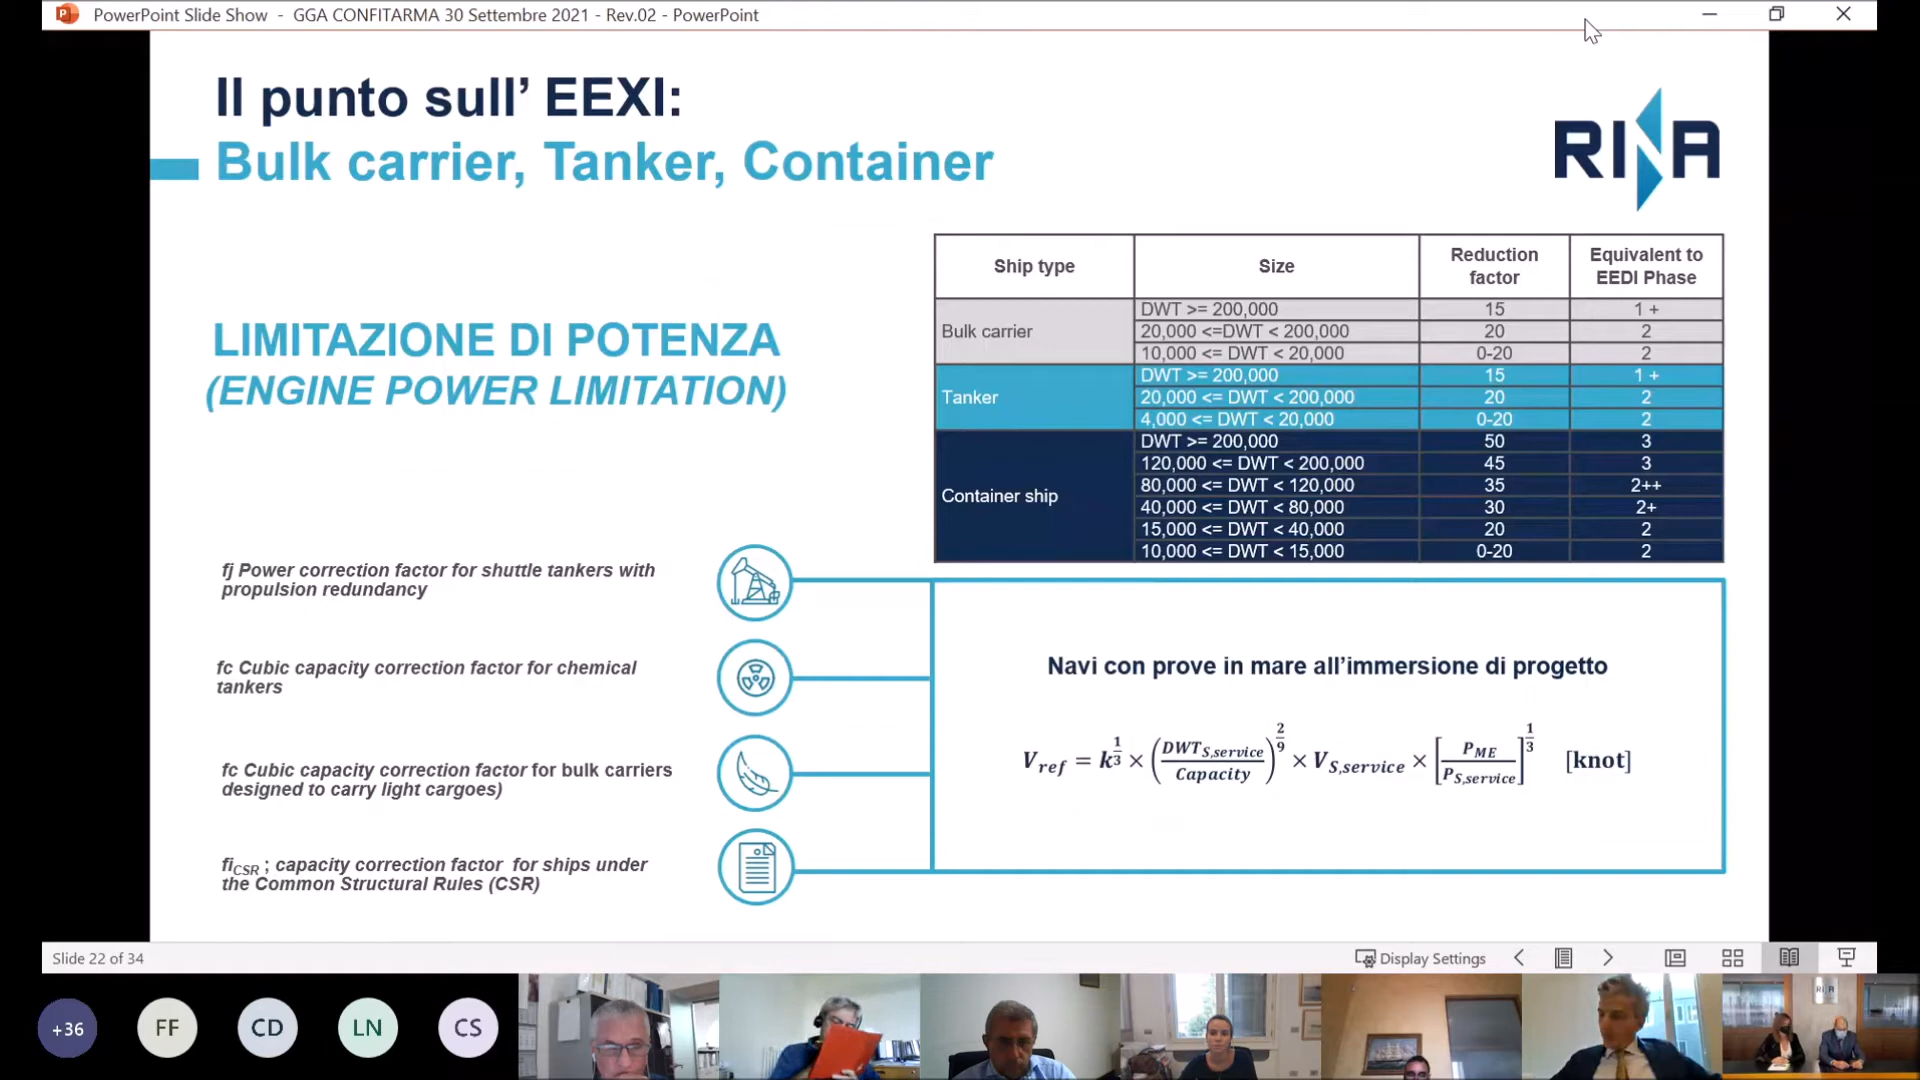 PowerPoint Slide Show - GGA CONFITARMA 30 Settembre 2021 - Rev.02 - PowerPoint
Il punto sull’ EEXI:
Bulk carrier, Tanker, Container
RINA
LIMITAZIONE DI POTENZA
(ENGINE POWER LIMITATION)
Ship type Size Reduction factor Equivalent to EEDI Phase
Bulk carrier
DWT >= 200,000 15 1 +
20,000 <=DWT < 200,000 20 2
10,000 <= DWT < 20,000 0-20 2
Tanker
DWT >= 200,000 15 1 +
20,000 <= DWT < 200,000 20 2
4,000 <= DWT < 20,000 0-20 2
Container ship
DWT >= 200,000 50 3
120,000 <= DWT < 200,000 45 3
80,000 <= DWT < 120,000 35 2++
40,000 <= DWT < 80,000 30 2+
15,000 <= DWT < 40,000 20 2
10,000 <= DWT < 15,000 0-20 2
fj Power correction factor for shuttle tankers with
propulsion redundancy
fc Cubic capacity correction factor for chemical
tankers
fc Cubic capacity correction factor for bulk carriers
designed to carry light cargoes)
fiCSR ; capacity correction factor for ships under
the Common Structural Rules (CSR)
Navi con prove in mare all’immersione di progetto
V_ref = k^(1/3) × (DWT_S,service / Capacity)^(2/9) × V_S,service × [P_ME / P_S,service]^(1/3) [knot]
Slide 22 of 34
Display Settings
+36
FF
CD
LN
CS
RINA